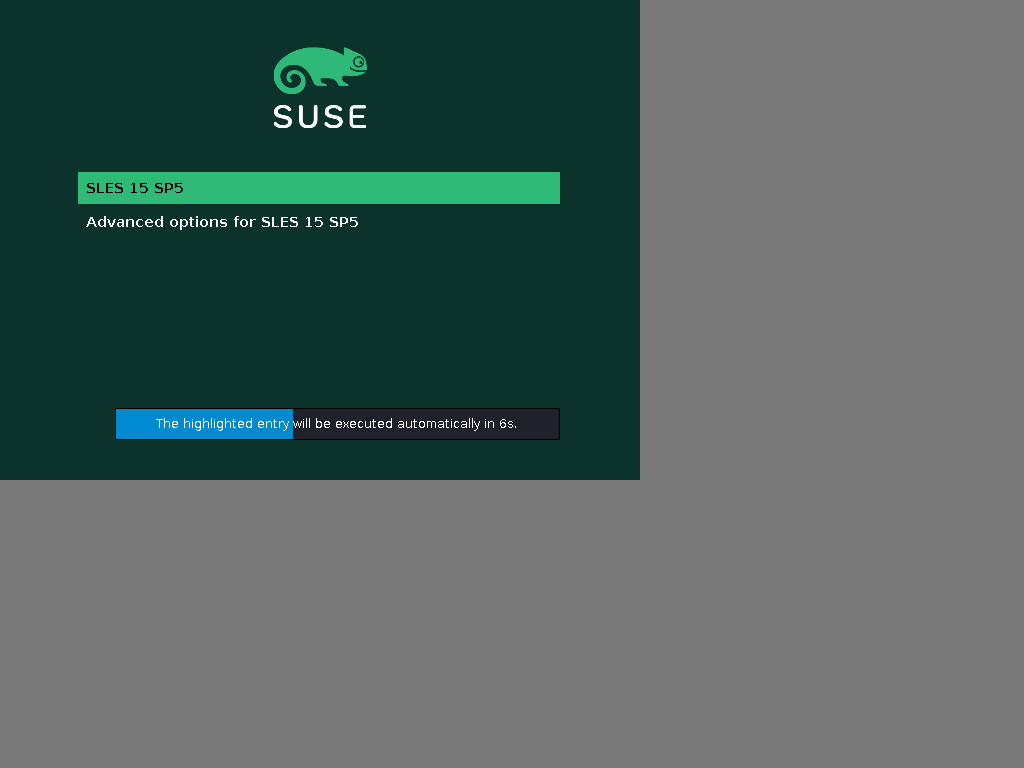 SUSE
SLES 15 SP5
Advanced options for SLES 15 SP5
The highlighted entry will be executed automatically in 6s.